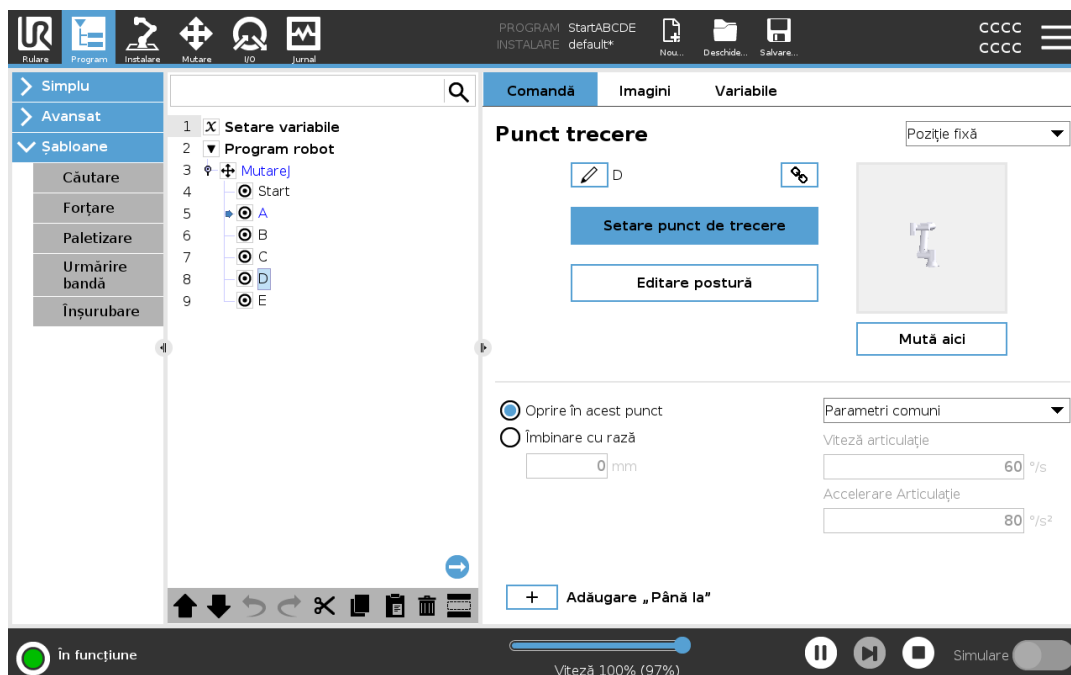 PROGRAM StartABCDE
INSTALARE default*
CCCC
CCCC
Rulare Program Instalare Mutare I/O Jurnal Nou... Deschide... Salvare...
Simplu
Avansat
Șabloane
Căutare
Forțare
Paletizare
Urmărire
bandă
Înșurubare
1 x Setare variabile
2 Program robot
3 MutareJ
4 Start
5 A
6 B
7 C
8 D
9 E
Comandă Imagini Variabile
Punct trecere
Poziție fixă
D
Setare punct de trecere
Editare postură
Mută aici
Oprire în acest punct
Îmbinare cu rază
0 mm
Parametri comuni
Viteză articulație
60 °/s
Accelerare Articulație
80 °/s²
+ Adăugare „Până la”
În funcțiune
Viteză 100% (97%)
Simulare